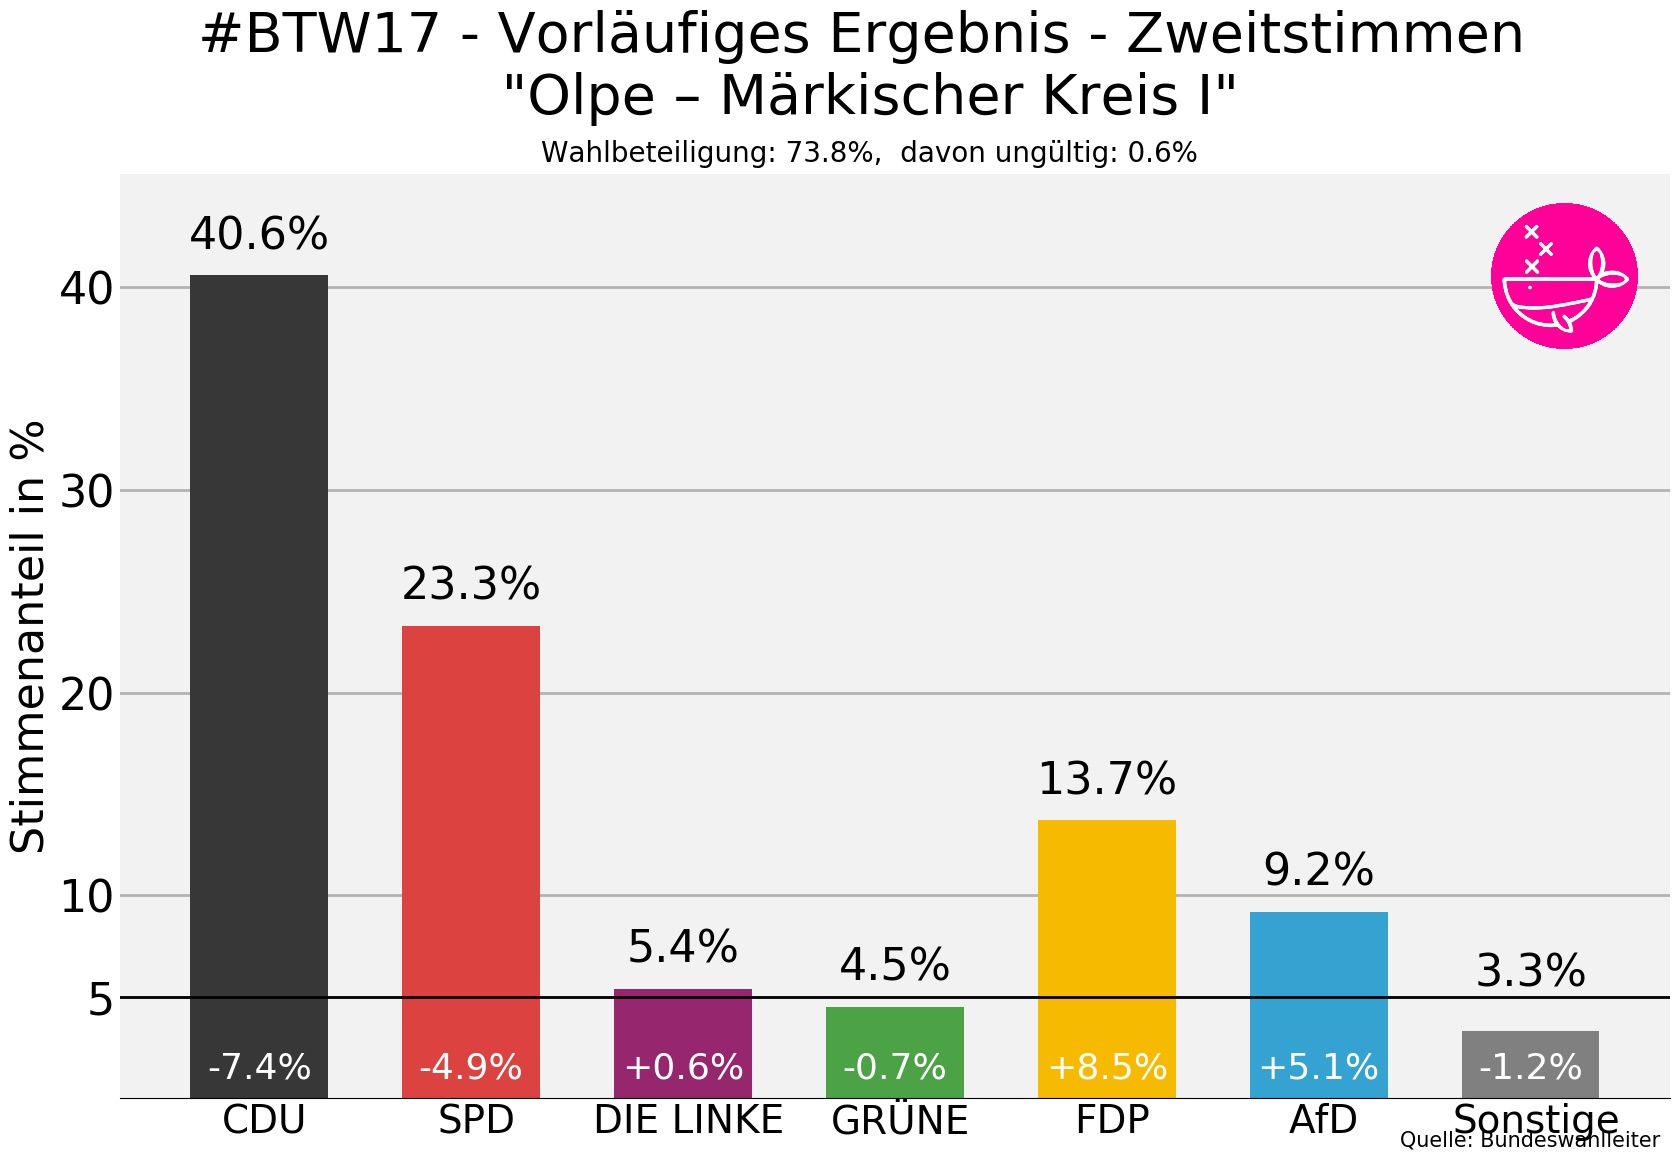 #BTW17 - Vorläufiges Ergebnis - Zweitstimmen
"Olpe – Märkischer Kreis I"
Wahlbeteiligung: 73.8%,  davon ungültig: 0.6%
Stimmenanteil in %
40
30
20
10
5
40.6%
23.3%
5.4%
4.5%
13.7%
9.2%
3.3%
-7.4%
-4.9%
+0.6%
-0.7%
+8.5%
+5.1%
-1.2%
CDU
SPD
DIE LINKE
GRÜNE
FDP
AfD
Sonstige
Quelle: Bundeswahlleiter